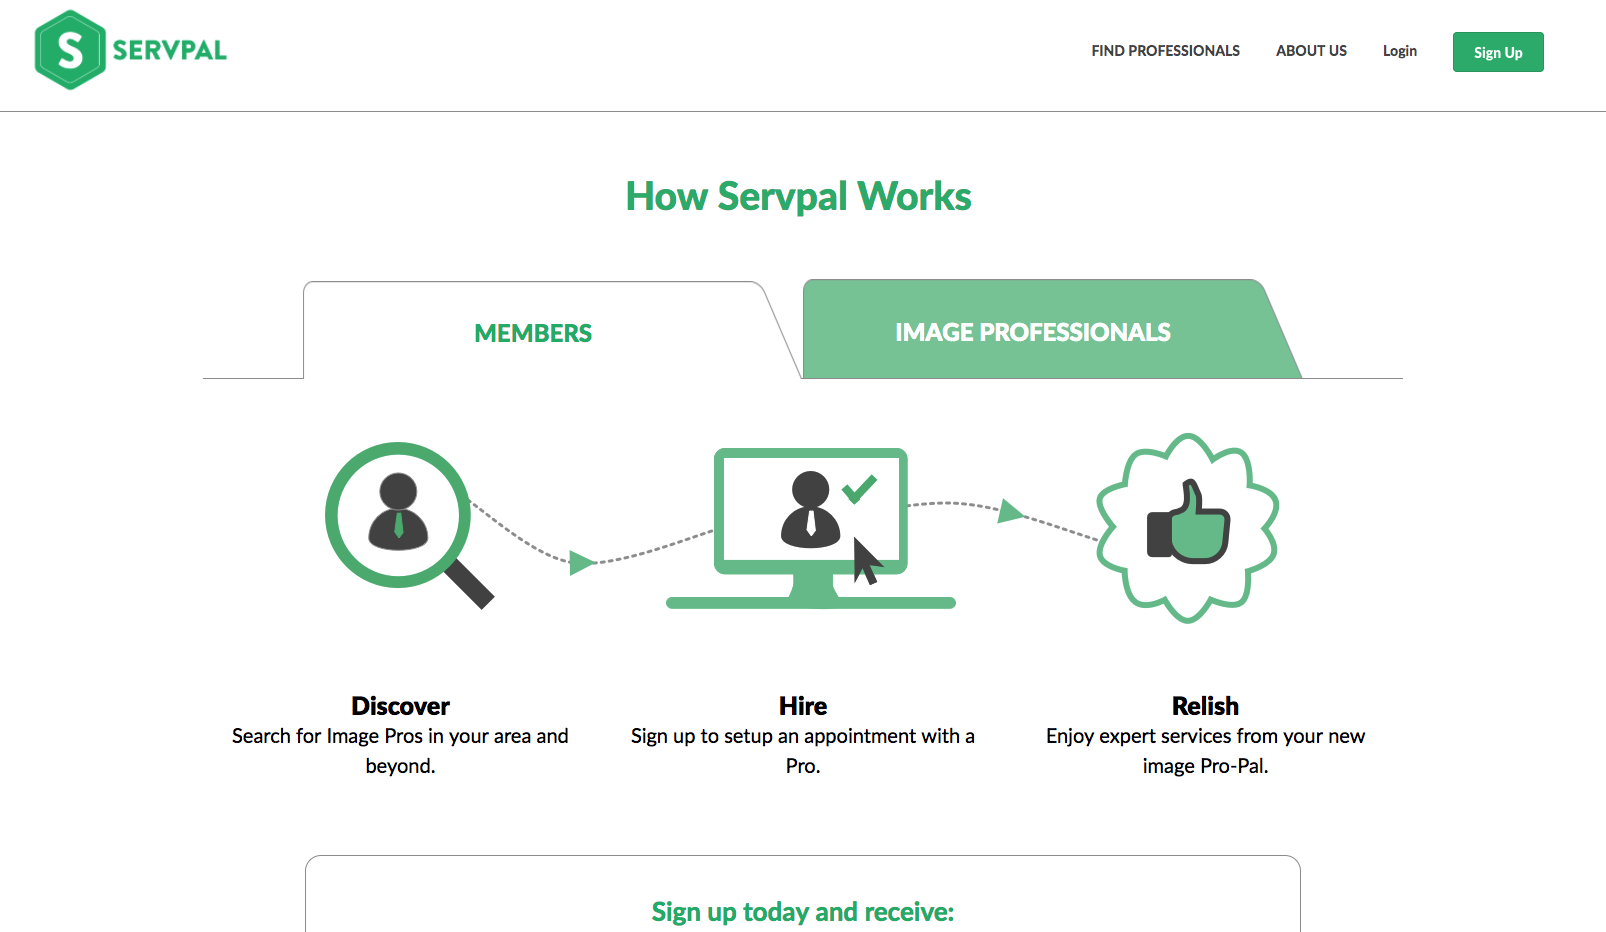 S SERVPAL
FIND PROFESSIONALS ABOUT US Login Sign Up
How Servpal Works
MEMBERS
IMAGE PROFESSIONALS
Discover
Search for Image Pros in your area and
beyond.
Hire
Sign up to setup an appointment with a
Pro.
Relish
Enjoy expert services from your new
image Pro-Pal.
Sign up today and receive: